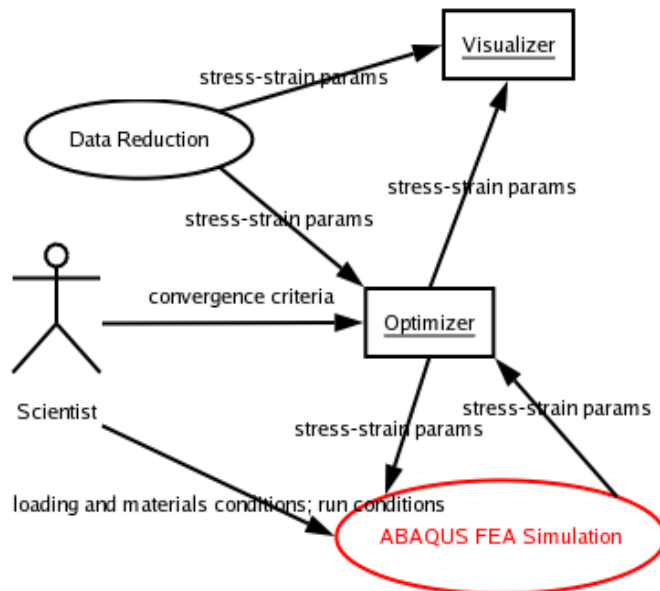 Visualizer
stress-strain params
Data Reduction
stress-strain params
stress-strain params
convergence criteria
Optimizer
Scientist
stress-strain params
stress-strain params
loading and materials conditions; run conditions
ABAQUS FEA Simulation